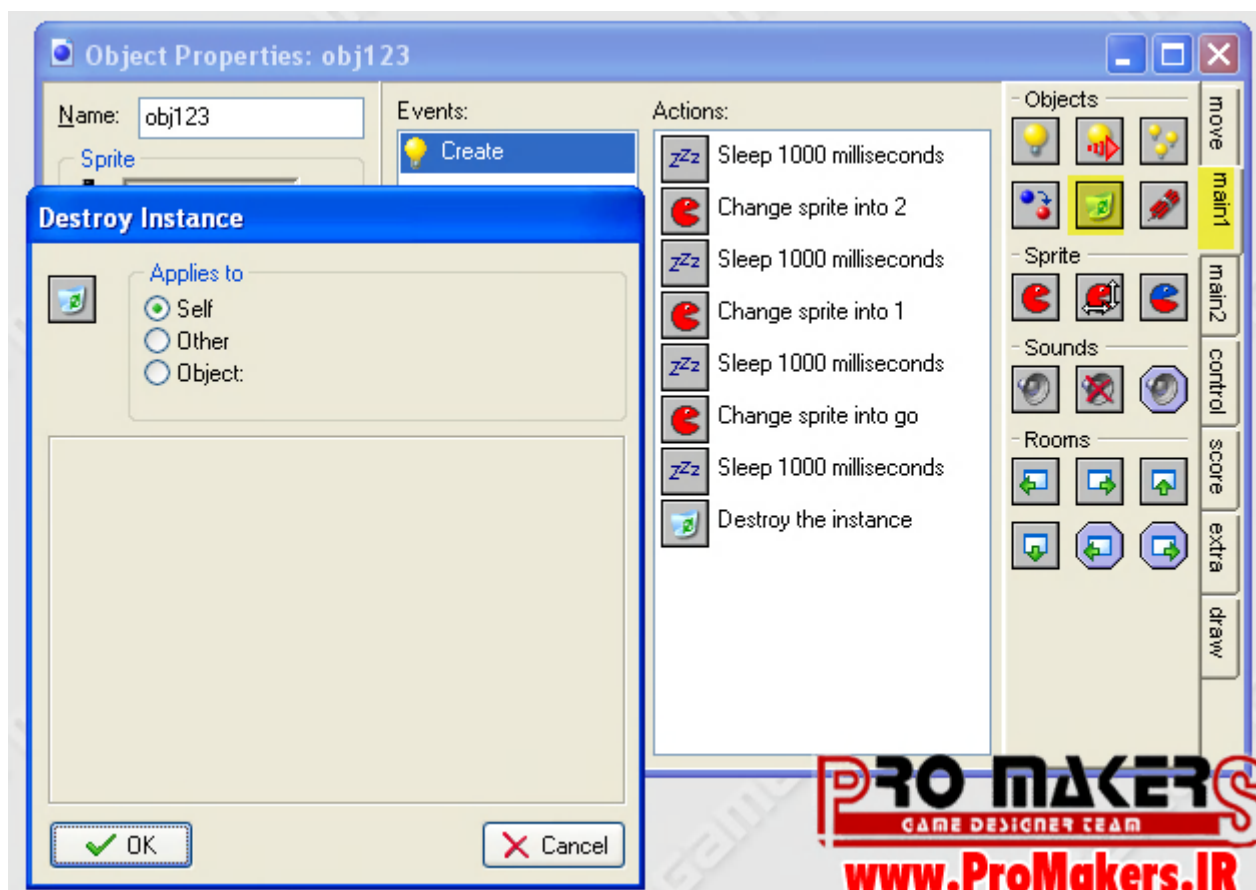 Object Properties: obj123
Name: obj123
Sprite
Events:
Create
Actions:
Sleep 1000 milliseconds
Change sprite into 2
Sleep 1000 milliseconds
Change sprite into 1
Sleep 1000 milliseconds
Change sprite into go
Sleep 1000 milliseconds
Destroy the instance
Objects
Sprite
Sounds
Rooms
move
main1
main2
control
score
extra
draw
Destroy Instance
Applies to
Self
Other
Object:
OK
Cancel
PRO MAKERS
GAME DESIGNER TEAM
www.ProMakers.IR